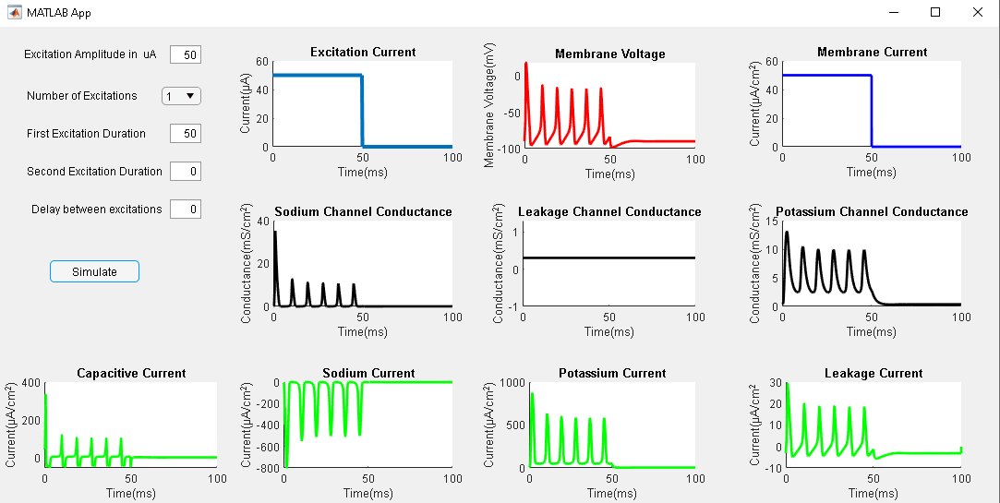 MATLAB App
Excitation Amplitude in uA 50
Number of Excitations 1
First Excitation Duration 50
Second Excitation Duration 0
Delay between excitations 0
Simulate
Excitation Current
Current(μA)
60
40
20
0
0 50 100
Time(ms)
Membrane Voltage
Membrane Voltage(mV)
0
-50
-100
0 50 100
Time(ms)
Membrane Current
Current(μA/cm²)
60
40
20
0
0 50 100
Time(ms)
Sodium Channel Conductance
Conductance(mS/cm²)
40
20
0
0 50 100
Time(ms)
Leakage Channel Conductance
Conductance(mS/cm²)
1
0
-1
0 50 100
Time(ms)
Potassium Channel Conductance
Conductance(mS/cm²)
15
10
5
0
0 50 100
Time(ms)
Capacitive Current
Current(μA/cm²)
400
200
0
0 50 100
Time(ms)
Sodium Current
Current(μA/cm²)
0
-200
-400
-600
-800
0 50 100
Time(ms)
Potassium Current
Current(μA/cm²)
1000
500
0
0 50 100
Time(ms)
Leakage Current
Current(μA/cm²
30
20
10
0
-10
0 50 100
Time(ms)